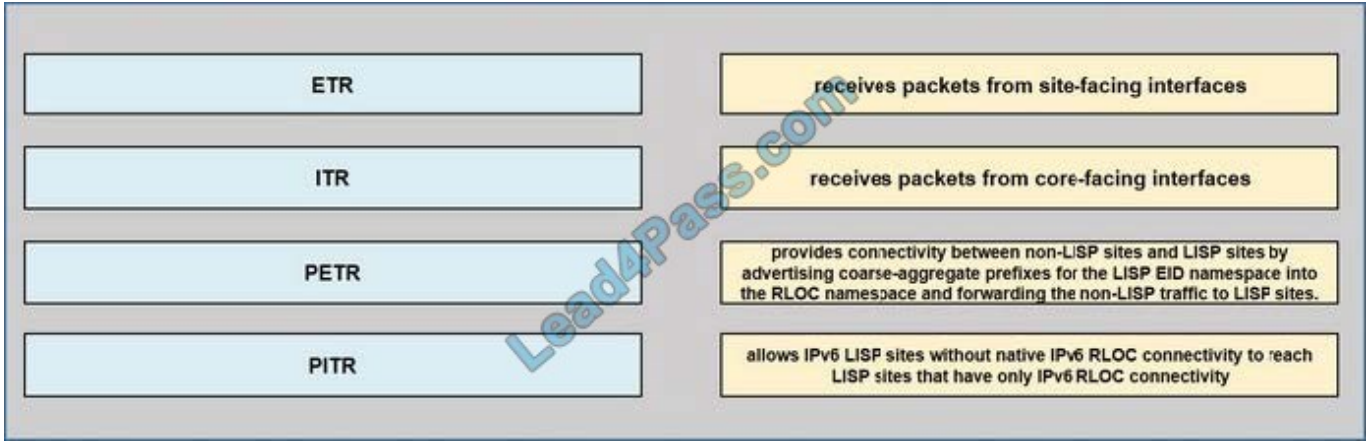 ETR
receives packets from site-facing interfaces
ITR
receives packets from core-facing interfaces
PETR
provides connectivity between non-LISP sites and LISP sites by
advertising coarse-aggregate prefixes for the LISP EID namespace into
the RLOC namespace and forwarding the non-LISP traffic to LISP sites.
PITR
allows IPv6 LISP sites without native IPv6 RLOC connectivity to reach
LISP sites that have only IPv6 RLOC connectivity
Lead4Pass.com